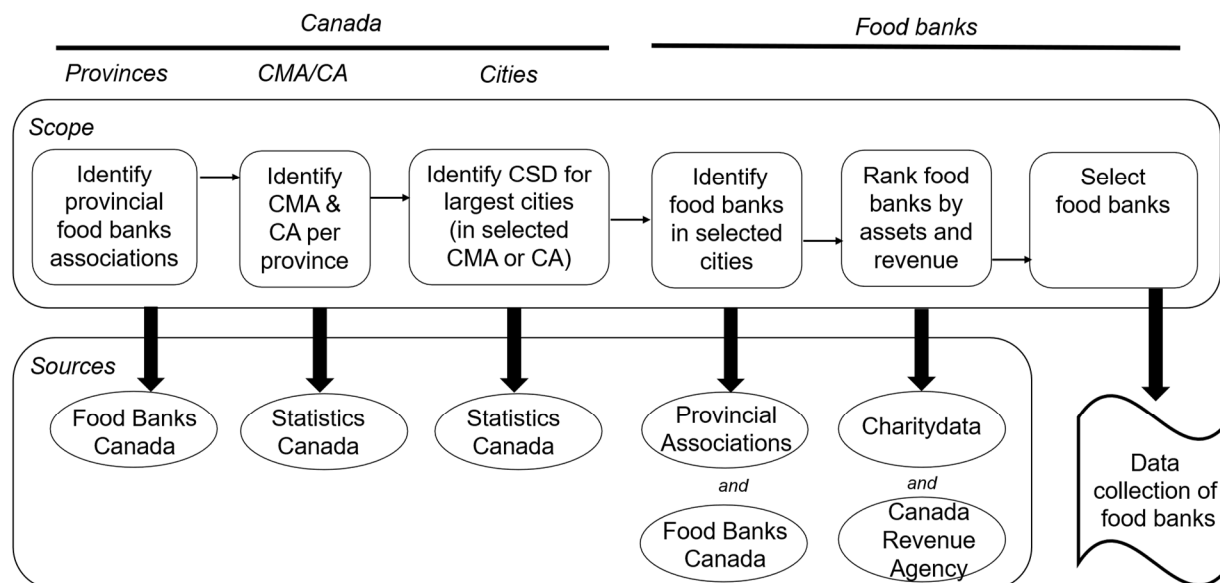 Canada
Food banks
Provinces
CMA/CA
Cities
Scope
Identify
provincial
food banks
associations
Identify
CMA &
CA per
province
Identify CSD for
largest cities
(in selected
CMA or CA)
Identify
food banks
in selected
cities
Rank food
banks by
assets and
revenue
Select
food banks
Sources
Food Banks
Canada
Statistics
Canada
Statistics
Canada
Provincial
Associations
and
Food Banks
Canada
Charitydata
and
Canada
Revenue
Agency
Data
collection of
food banks